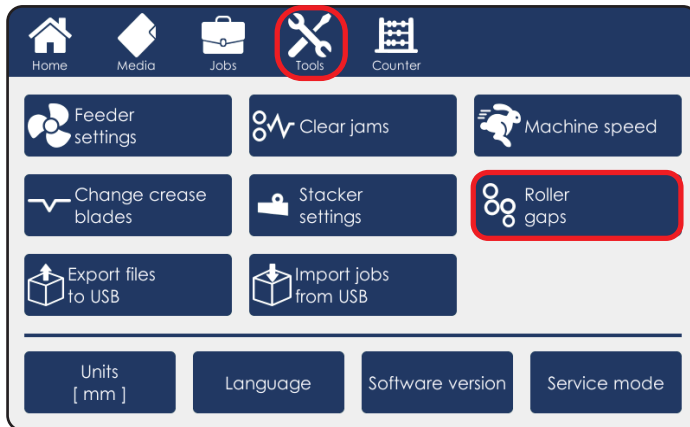 Home Media Jobs Tools Counter
Feeder
settings
Clear jams
Machine speed
Change crease
blades
Stacker
settings
Roller
gaps
Export files
to USB
Import jobs
from USB
Units
[ mm ]
Language
Software version
Service mode